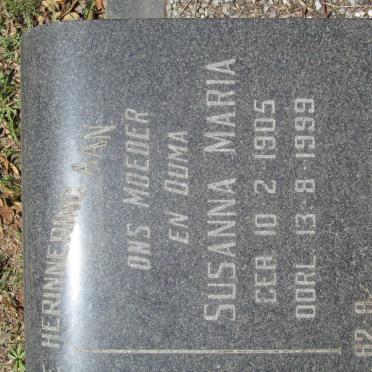 HERINNERING AAN
ONS MOEDER
EN OUMA
SUSANNA MARIA
GEB 10·2·1905
OORL 13·8·1999